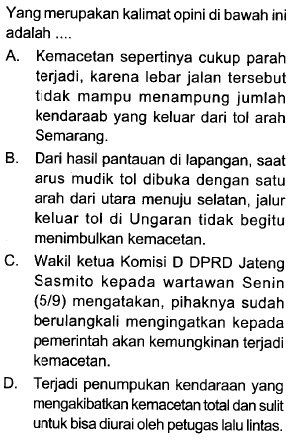 Yang merupakan kalimat opini di bawah ini
adalah ....
A. Kemacetan sepertinya cukup parah
terjadi, karena lebar jalan tersebut
tidak mampu menampung jumlah
kendaraab yang keluar dari tol arah
Semarang.
B. Dari hasil pantauan di lapangan, saat
arus mudik tol dibuka dengan satu
arah dari utara menuju selatan, jalur
keluar tol di Ungaran tidak begitu
menimbulkan kemacetan.
C. Wakil ketua Komisi D DPRD Jateng
Sasmito kepada wartawan Senin
(5/9) mengatakan, pihaknya sudah
berulangkali mengingatkan kepada
pemerintah akan kemungkinan terjadi
kemacetan.
D. Terjadi penumpukan kendaraan yang
mengakibatkan kemacetan total dan sulit
untuk bisa diurai oleh petugas lalu lintas.